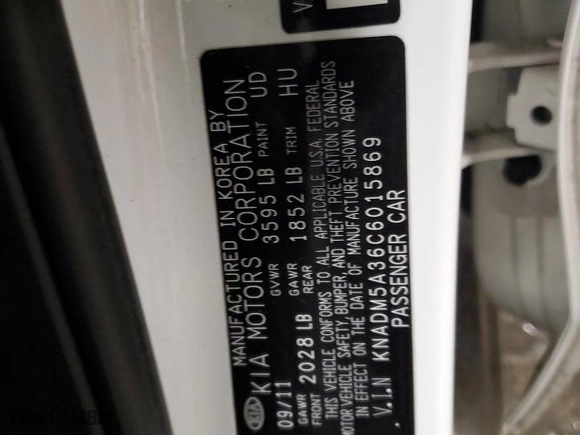 MANUFACTURED IN KOREA BY
KIA KIA MOTORS CORPORATION
09/11 GVWR 3595 LB PAINT UD
GAWR FRONT 2028 LB GAWR REAR 1852 LB TRIM HU
THIS VEHICLE CONFORMS TO ALL APPLICABLE U.S.A. FEDERAL
MOTOR VEHICLE SAFETY, BUMPER, AND THEFT PREVENTION STANDARDS
IN EFFECT ON THE DATE OF MANUFACTURE SHOWN ABOVE
V.I.N KNADM5A36C6015869
PASSENGER CAR